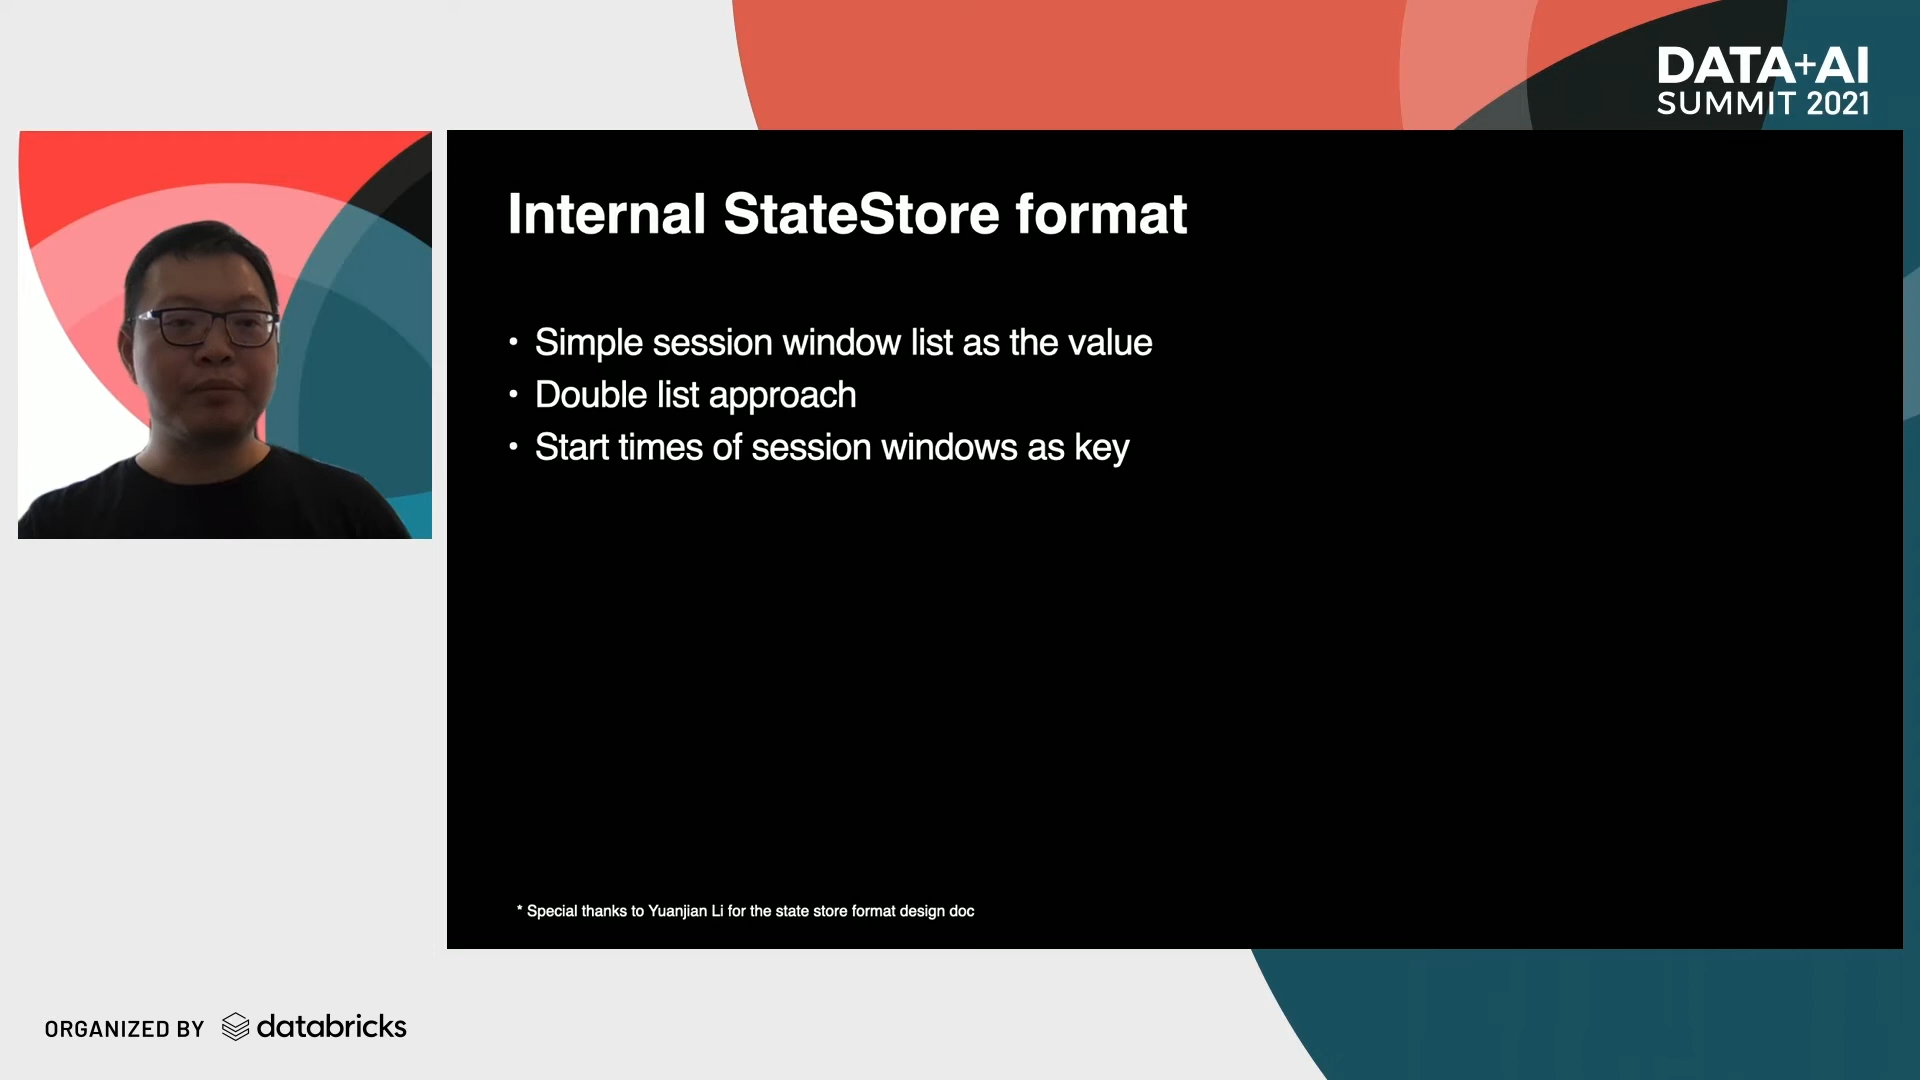 DATA+AI
SUMMIT 2021
Internal StateStore format
• Simple session window list as the value
• Double list approach
• Start times of session windows as key
* Special thanks to Yuanjian Li for the state store format design doc
ORGANIZED BY databricks